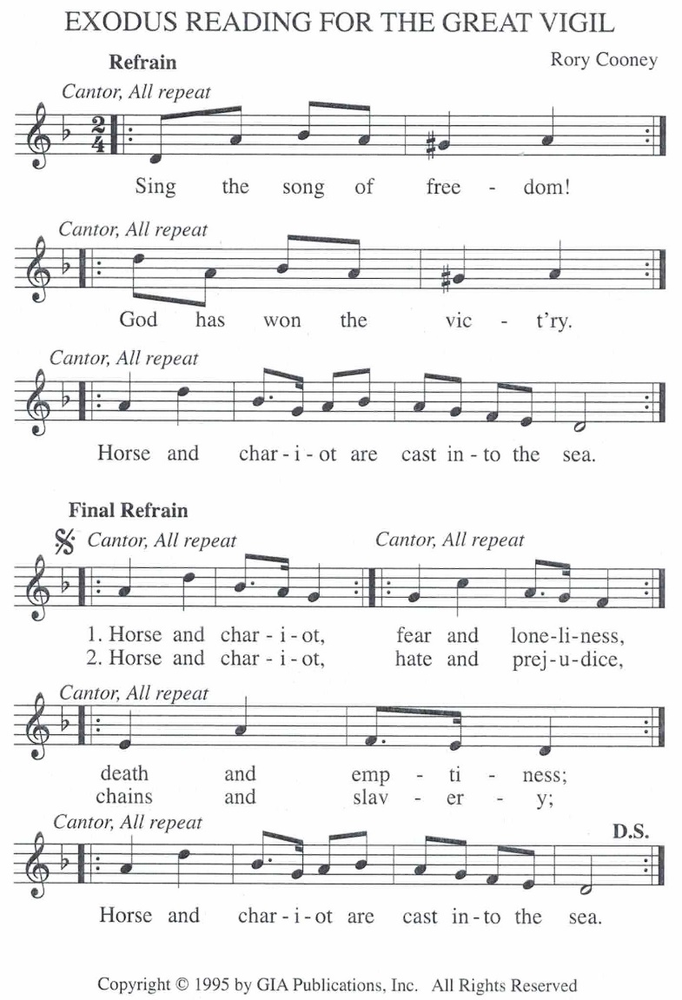 EXODUS READING FOR THE GREAT VIGIL
Refrain
Rory Cooney
Cantor, All repeat
2
4
Sing the song of free - dom!
Cantor, All repeat
God has won the vic - t'ry.
Cantor, All repeat
Horse and char - i - ot are cast in - to the sea.
Final Refrain
Cantor, All repeat Cantor, All repeat
1. Horse and char - i - ot, fear and lone-li-ness,
2. Horse and char - i - ot, hate and prej-u-dice,
Cantor, All repeat
death and emp - ti - ness;
chains and slav - er - y;
Cantor, All repeat
D.S.
Horse and char - i - ot are cast in - to the sea.
Copyright © 1995 by GIA Publications, Inc. All Rights Reserved